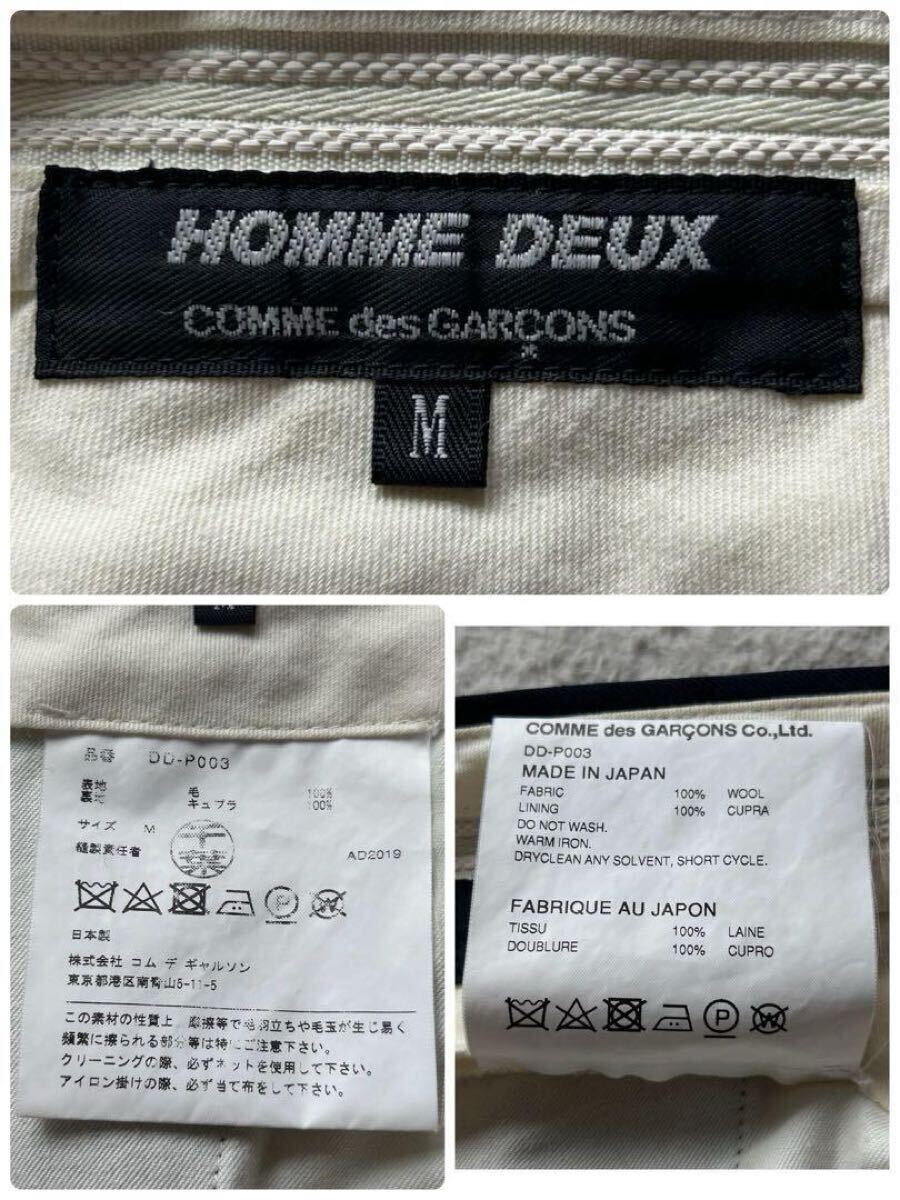 HOMME DEUX
COMME des GARÇONS
M
品番 DD-P003
表地 毛 100%
裏地 キュプラ 100%
サイズ M
縫製責任者
AD2019
日本製
株式会社 コム デ ギャルソン
東京都港区南青山5-11-5
この素材の性質上 摩擦等で毛羽立ちや毛玉が生じ易く
頻繁に擦られる部分等は特にご注意下さい。
クリーニングの際、必ずネットを使用して下さい。
アイロン掛けの際、必ず当て布をして下さい。
COMME des GARÇONS Co.,Ltd.
DD-P003
MADE IN JAPAN
FABRIC 100% WOOL
LINING 100% CUPRA
DO NOT WASH.
WARM IRON.
DRYCLEAN ANY SOLVENT, SHORT CYCLE.
FABRIQUE AU JAPON
TISSU 100% LAINE
DOUBLURE 100% CUPRO
P
W